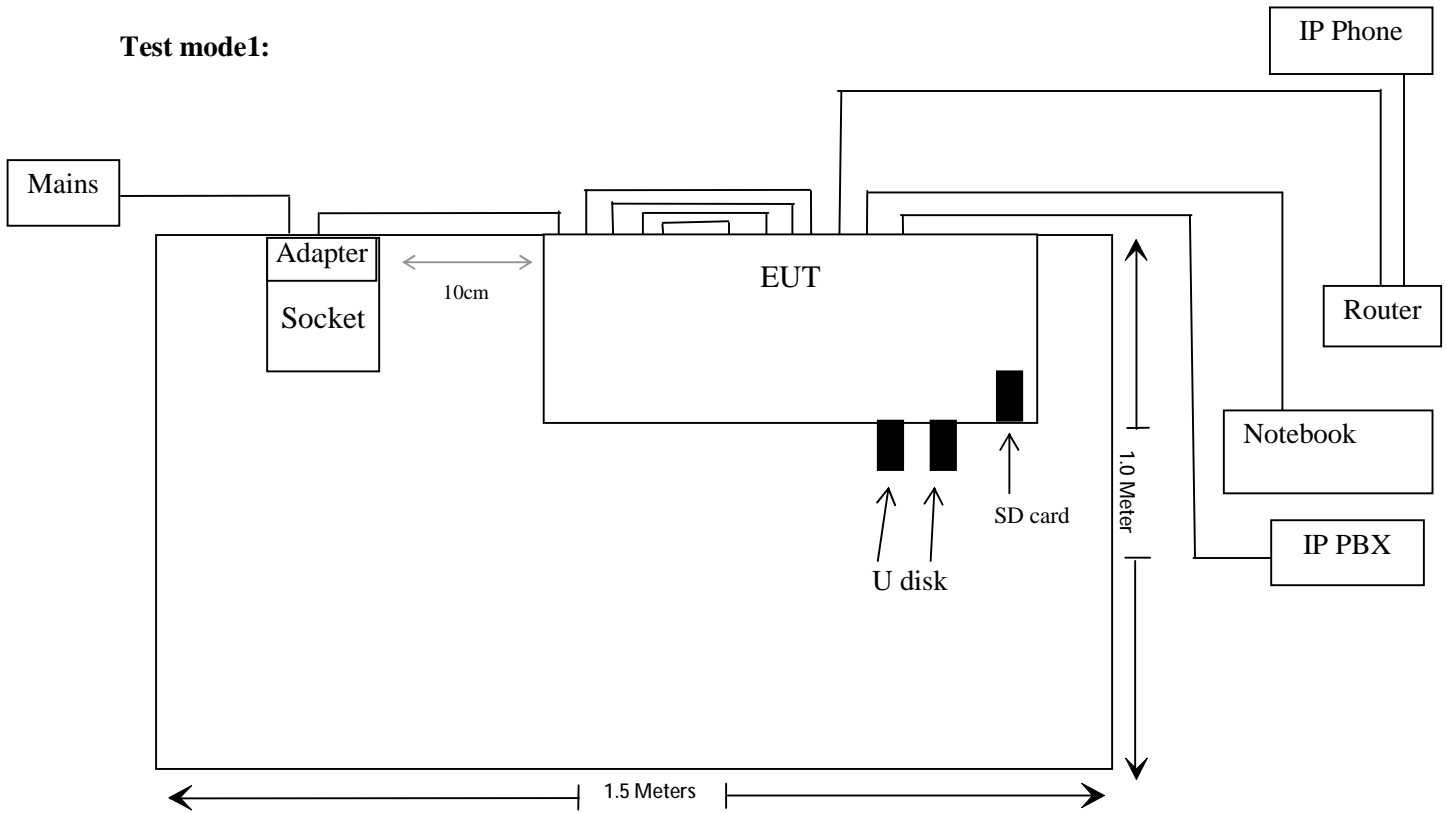 Test mode1:
IP Phone
Mains
Adapter
EUT
10cm
Socket
Router
Notebook
1.0 Meter
SD card
IP PBX
U disk
1.5 Meters